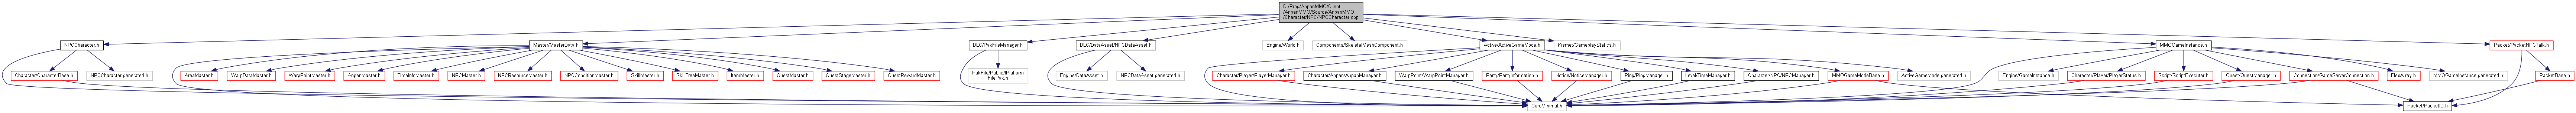 D:/Prog/AnpanMMO/Client
/AnpanMMO/Source/AnpanMMO
/Character/NPC/NPCCharacter.cpp
NPCCharacter.h
Master/MasterData.h
DLC/PakFileManager.h
DLC/DataAsset/NPCDataAsset.h
Engine/World.h
Components/SkeletalMeshComponent.h
Active/ActiveGameMode.h
Kismet/GameplayStatics.h
MMOGameInstance.h
Packet/PacketNPCTalk.h
Character/CharacterBase.h
NPCCharacter.generated.h
AreaMaster.h
WarpDataMaster.h
WarpPointMaster.h
AnpanMaster.h
TimeInfoMaster.h
NPCMaster.h
NPCResourceMaster.h
NPCConditionMaster.h
SkillMaster.h
SkillTreeMaster.h
ItemMaster.h
QuestMaster.h
QuestStageMaster.h
QuestRewardMaster.h
PakFile/Public/IPlatform
FilePak.h
Engine/DataAsset.h
NPCDataAsset.generated.h
Character/Player/PlayerManager.h
Character/Anpan/AnpanManager.h
WarpPoint/WarpPointManager.h
Party/PartyInformation.h
Notice/NoticeManager.h
Ping/PingManager.h
Level/TimeManager.h
Character/NPC/NPCManager.h
MMOGameModeBase.h
ActiveGameMode.generated.h
Engine/GameInstance.h
Character/Player/PlayerStatus.h
Script/ScriptExecuter.h
Quest/QuestManager.h
Connection/GameServerConnection.h
FlexArray.h
MMOGameInstance.generated.h
PacketBase.h
CoreMinimal.h
Packet/PacketID.h